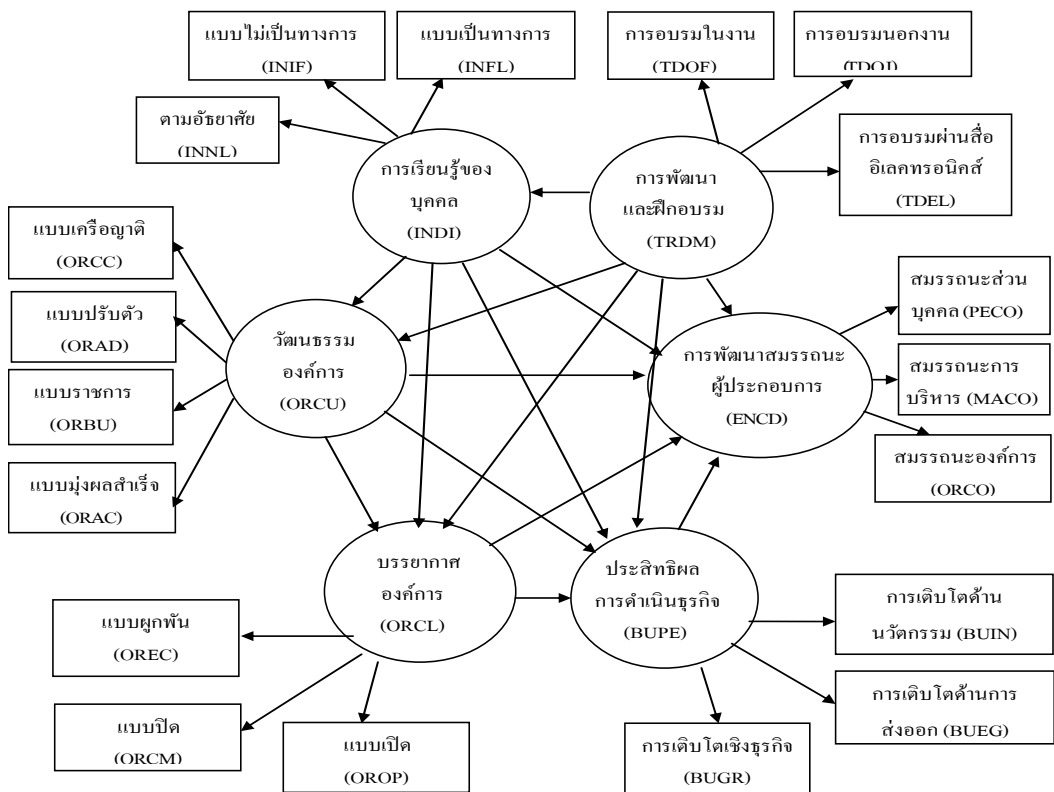 แบบไม่เป็นทางการ
(INIF)
แบบเป็นทางการ
(INFL)
การอบรมในงาน
(TDOF)
การอบรมนอกงาน
ตามอัธยาศัย
(INNL)
การเรียนรู้ของ
บุคคล
(INDI)
การพัฒนา
และฝึกอบรม
(TRDM)
การอบรมผ่านสื่อ
อิเลคทรอนิคส์
(TDEL)
แบบเครือญาติ
(ORCC)
แบบปรับตัว
(ORAD)
แบบราชการ
(ORBU)
แบบมุ่งผลสำเร็จ
(ORAC)
วัฒนธรรม
องค์การ
(ORCU)
การพัฒนาสมรรถนะ
ผู้ประกอบการ
(ENCD)
สมรรถนะส่วน
บุคคล (PECO)
สมรรถนะการ
บริหาร (MACO)
สมรรถนะองค์การ
(ORCO)
บรรยากาศ
องค์การ
(ORCL)
ประสิทธิผล
การดำเนินธุรกิจ
(BUPE)
แบบผูกพัน
(OREC)
แบบปิด
(ORCM)
แบบเปิด
(OROP)
การเติบโตด้าน
นวัตกรรม (BUIN)
การเติบโตด้านการ
ส่งออก (BUEG)
การเติบโตเชิงธุรกิจ
(BUGR)